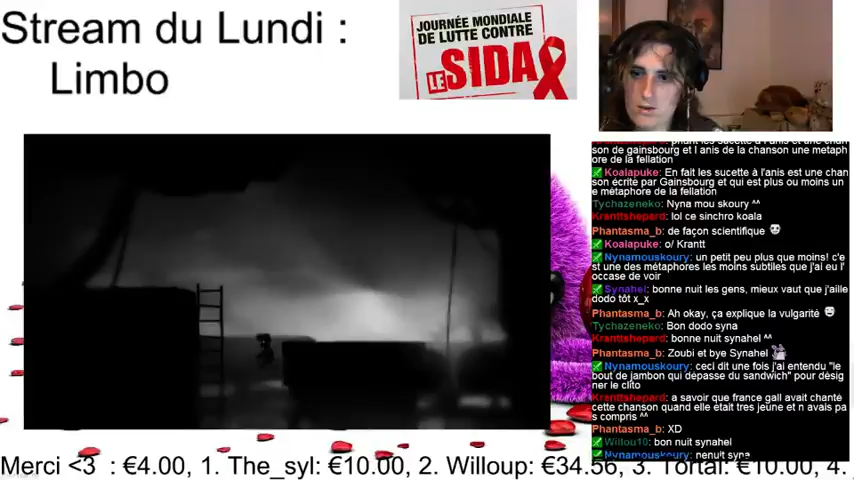 Stream du Lundi :
Limbo
JOURNÉE MONDIALE
DE LUTTE CONTRE
LE SIDA
priant les sucette à l'anis et une chan
son de gainsbourg et l anis de la chanson une metaph
ore de la fellation
Koalapuke: En fait les sucette à l'anis est une chan
son écrite par Gainsbourg et qui est plus ou moins un
e métaphore de la fellation
Tychazeneko: Nyna mou skoury ^^
Kranttshepard: lol ce sinchro koala
Phantasma_b: de façon scientifique
Koalapuke: o/ Krantt
Nynamouskoury: un petit peu plus que moins! c'e
st une des métaphores les moins subtiles que j'ai eu l'
occase de voir
Synahel: bonne nuit les gens, mieux vaut que j'aille
dodo tôt x_x
Phantasma_b: Ah okay, ça explique la vulgarité
Tychazeneko: Bon dodo syna
Kranttshepard: bonne nuit synahel ^^
Phantasma_b: Zoubi et bye Synahel
Nynamouskoury: ceci dit une fois j'ai entendu "le
bout de jambon qui dépasse du sandwich" pour désig
ner le clito
Kranttshepard: a savoir que france gall avait chanté
cette chanson quand elle était tres jeune et n avais pa
s compris ^^
Phantasma_b: XD
Willou10: bon nuit synahel
Nynamouskoury: nenuit syna
Merci <3 : €4.00, 1. The_syl: €10.00, 2. Willoup: €34.56, 3. Tortal: €10.00, 4.